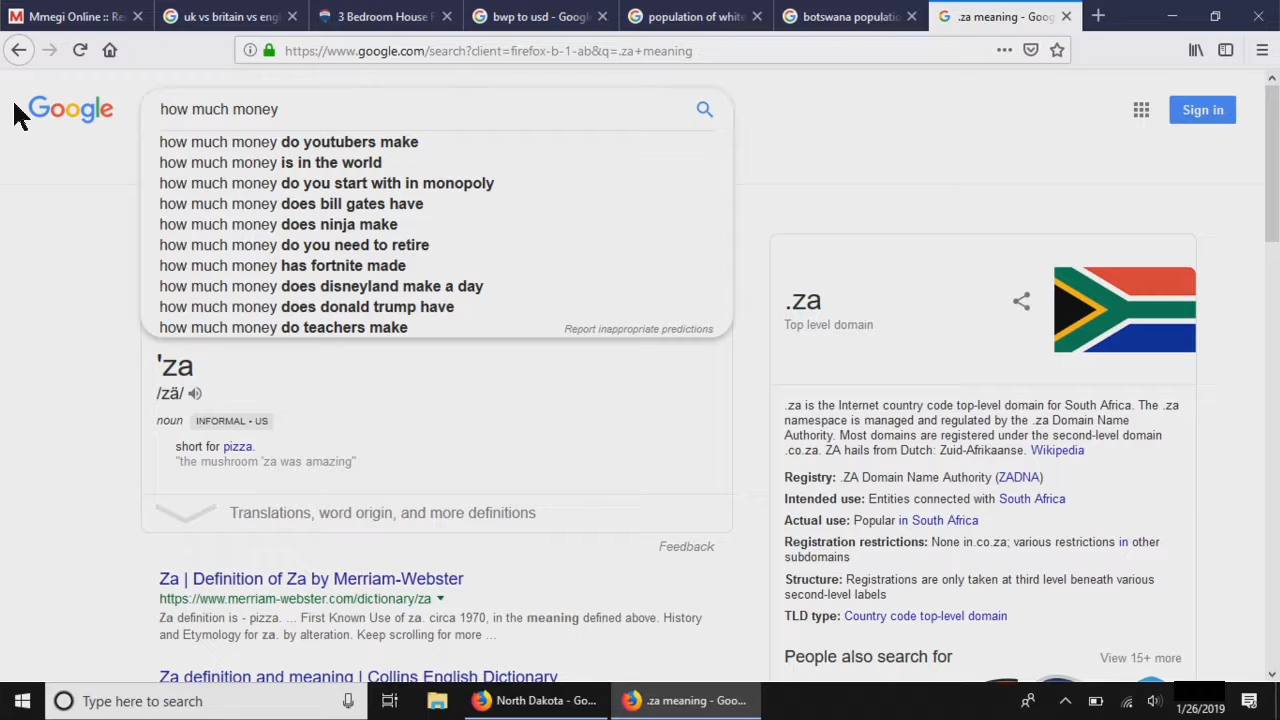 Mmegi Online :: Re
uk vs britain vs eng
3 Bedroom House F
bwp to usd - Google
population of white
botswana populatio
.za meaning - Goog
https://www.google.com/search?client=firefox-b-1-ab&q=.za+meaning
Google
how much money
Sign in
how much money do youtubers make
how much money is in the world
how much money do you start with in monopoly
how much money does bill gates have
how much money does ninja make
how much money do you need to retire
how much money has fortnite made
how much money does disneyland make a day
how much money does donald trump have
how much money do teachers make
Report inappropriate predictions
'za
/zä/
noun INFORMAL • US
short for pizza.
"the mushroom 'za was amazing"
Translations, word origin, and more definitions
Feedback
Za | Definition of Za by Merriam-Webster
https://www.merriam-webster.com/dictionary/za
Za definition is - pizza. ... First Known Use of za. circa 1970, in the meaning defined above. History
and Etymology for za. by alteration. Keep scrolling for more ...
Za definition and meaning | Collins English Dictionary
.za
Top level domain
.za is the Internet country code top-level domain for South Africa. The .za
namespace is managed and regulated by the .za Domain Name
Authority. Most domains are registered under the second-level domain
.co.za. ZA hails from Dutch: Zuid-Afrikaanse. Wikipedia
Registry: .ZA Domain Name Authority (ZADNA)
Intended use: Entities connected with South Africa
Actual use: Popular in South Africa
Registration restrictions: None in.co.za; various restrictions in other
subdomains
Structure: Registrations are only taken at third level beneath various
second-level labels
TLD type: Country code top-level domain
People also search for
View 15+ more
Type here to search
North Dakota - Go...
.za meaning - Goo...
1/26/2019